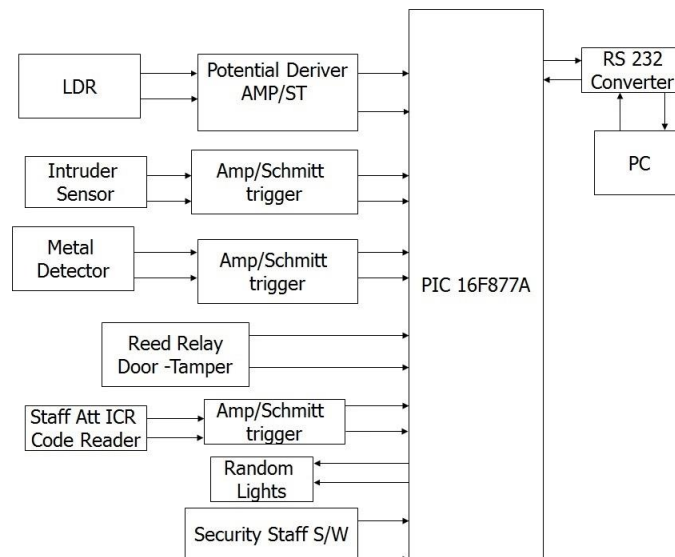 LDR
Potential Deriver
AMP/ST
RS 232
Converter
PC
Intruder
Sensor
Amp/Schmitt
trigger
Metal
Detector
Amp/Schmitt
trigger
PIC 16F877A
Reed Relay
Door -Tamper
Staff Att ICR
Code Reader
Amp/Schmitt
trigger
Random
Lights
Security Staff S/W